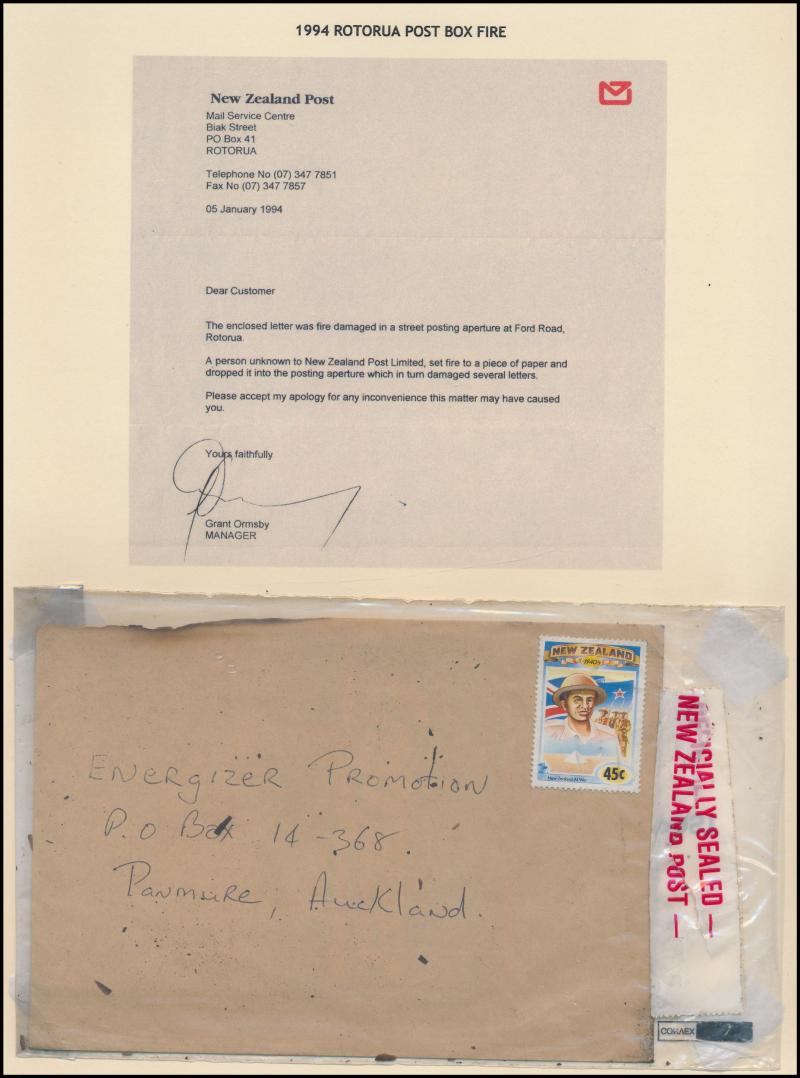 1994 ROTORUA POST BOX FIRE
New Zealand Post
Mail Service Centre
Biak Street
PO Box 41
ROTORUA
Telephone No (07) 347 7851
Fax No (07) 347 7857
05 January 1994
Dear Customer
The enclosed letter was fire damaged in a street posting aperture at Ford Road,
Rotorua.
A person unknown to New Zealand Post Limited, set fire to a piece of paper and
dropped it into the posting aperture which in turn damaged several letters.
Please accept my apology for any inconvenience this matter may have caused
you.
Yours faithfully
Grant Ormsby
MANAGER
NEW ZEALAND
1940s
45c
Energizer Promotion
P.O Box 14-368.
Panmure, Auckland.
CIALLY SEALED —
NEW ZEALAND POST —